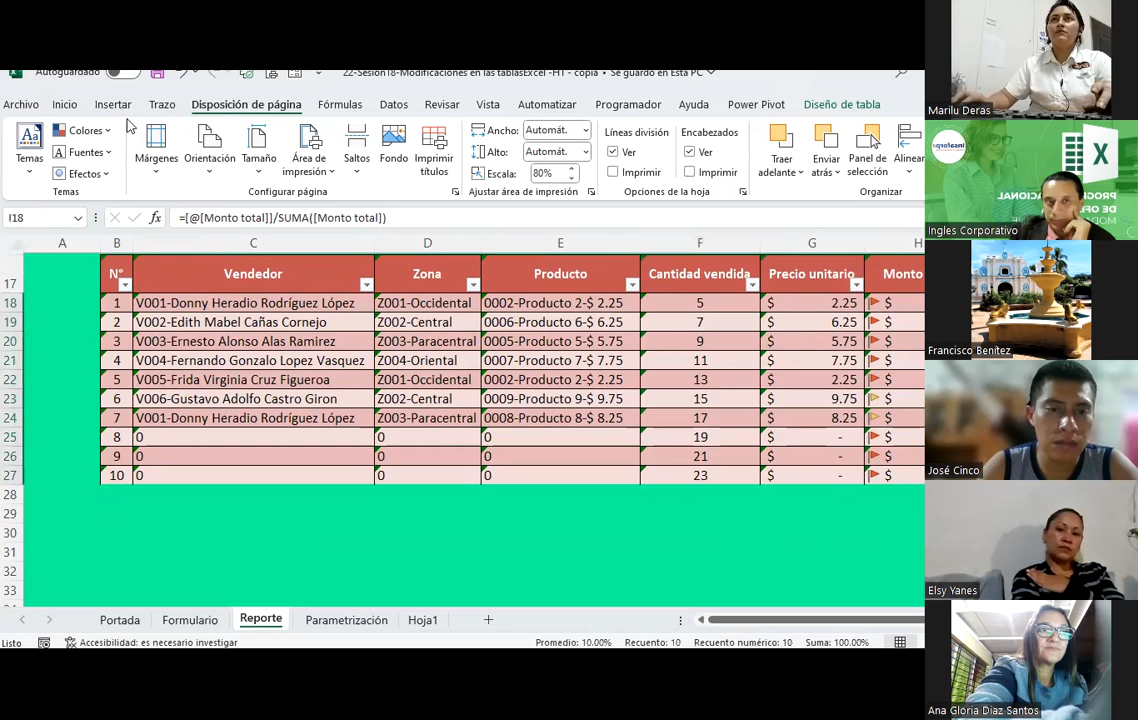 Autoguardado 22-Sesión18-Modificaciones en las tablasExcel -HT - copia • Se guardó en Esta PC
Archivo Inicio Insertar Trazo Disposición de página Fórmulas Datos Revisar Vista Automatizar Programador Ayuda Power Pivot Diseño de tabla
Aa Colores
Fuentes
Efectos
Temas Márgenes Orientación Tamaño Área de impresión Saltos Fondo Imprimir títulos
Ancho: Automát.
Alto: Automát.
Escala: 80%
Líneas división Encabezados
Ver Ver
Imprimir Imprimir
Traer adelante Enviar atrás Panel de selección Alinear
Temas Configurar página Ajustar área de impresión Opciones de la hoja Organizar
I18 fx =[@[Monto total]]/SUMA([Monto total])
A B C D E F G H
17 N° Vendedor Zona Producto Cantidad vendida Precio unitario Monto
18 1 V001-Donny Heradio Rodríguez López Z001-Occidental 0002-Producto 2-$ 2.25 5 $ 2.25 $
19 2 V002-Edith Mabel Cañas Cornejo Z002-Central 0006-Producto 6-$ 6.25 7 $ 6.25 $
20 3 V003-Ernesto Alonso Alas Ramirez Z003-Paracentral 0005-Producto 5-$ 5.75 9 $ 5.75 $
21 4 V004-Fernando Gonzalo Lopez Vasquez Z004-Oriental 0007-Producto 7-$ 7.75 11 $ 7.75 $
22 5 V005-Frida Virginia Cruz Figueroa Z001-Occidental 0002-Producto 2-$ 2.25 13 $ 2.25 $
23 6 V006-Gustavo Adolfo Castro Giron Z002-Central 0009-Producto 9-$ 9.75 15 $ 9.75 $
24 7 V001-Donny Heradio Rodríguez López Z003-Paracentral 0008-Producto 8-$ 8.25 17 $ 8.25 $
25 8 0 0 0 19 $ - $
26 9 0 0 0 21 $ - $
27 10 0 0 0 23 $ - $
28
29
30
31
32
33
Portada Formulario Reporte Parametrización Hoja1 +
Listo Accesibilidad: es necesario investigar Promedio: 10.00% Recuento: 10 Recuento numérico: 10 Suma: 100.00%
Marilu Deras
insaforp
X
Ingles Corporativo
Francisco Benítez
José Cinco
Elsy Yanes
Ana Gloria Diaz Santos